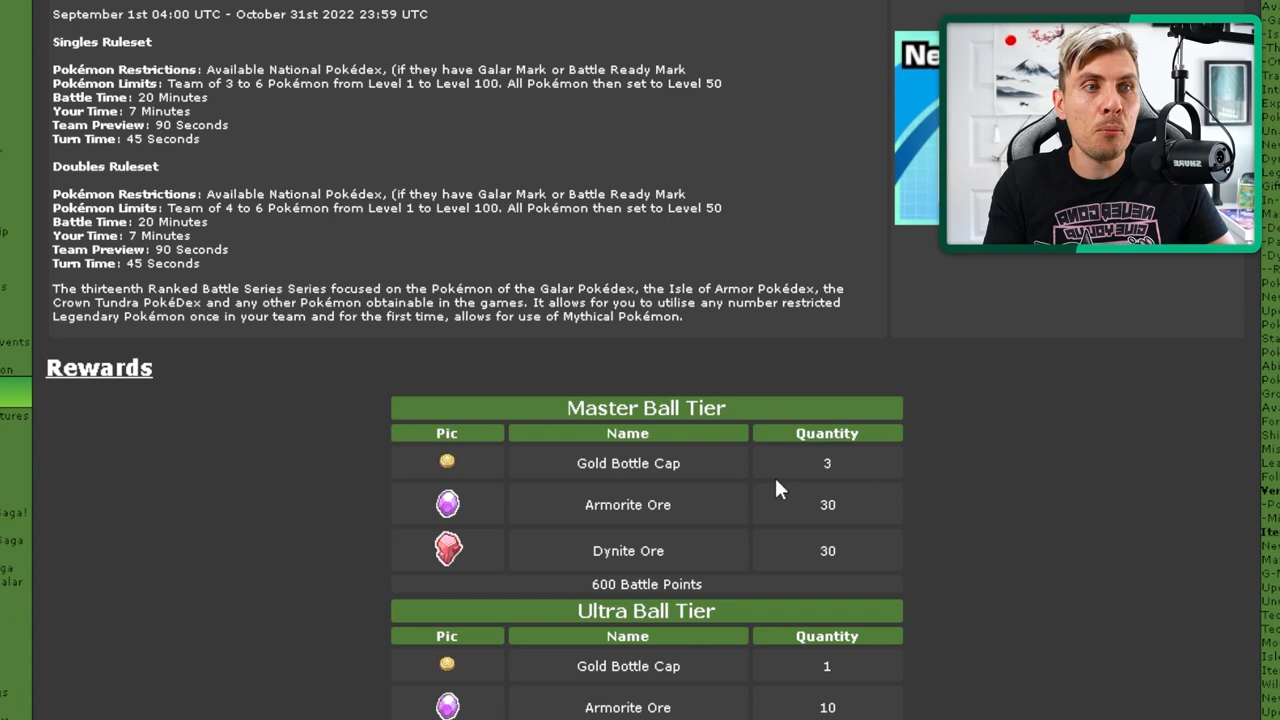 September 1st 04:00 UTC - October 31st 2022 23:59 UTC
Singles Ruleset
Pokémon Restrictions: Available National Pokédex, (if they have Galar Mark or Battle Ready Mark
Pokémon Limits: Team of 3 to 6 Pokémon from Level 1 to Level 100. All Pokémon then set to Level 50
Battle Time: 20 Minutes
Your Time: 7 Minutes
Team Preview: 90 Seconds
Turn Time: 45 Seconds
Doubles Ruleset
Pokémon Restrictions: Available National Pokédex, (if they have Galar Mark or Battle Ready Mark
Pokémon Limits: Team of 4 to 6 Pokémon from Level 1 to Level 100. All Pokémon then set to Level 50
Battle Time: 20 Minutes
Your Time: 7 Minutes
Team Preview: 90 Seconds
Turn Time: 45 Seconds
The thirteenth Ranked Battle Series Series focused on the Pokémon of the Galar Pokédex, the Isle of Armor Pokédex, the
Crown Tundra PokéDex and any other Pokémon obtainable in the games. It allows for you to utilise any number restricted
Legendary Pokémon once in your team and for the first time, allows for use of Mythical Pokémon.
Ne
SHURE
NEVER GONNA
GIVE YOU UP
Rewards
Master Ball Tier
Pic Name Quantity
Gold Bottle Cap 3
Armorite Ore 30
Dynite Ore 30
600 Battle Points
Ultra Ball Tier
Pic Name Quantity
Gold Bottle Cap 1
Armorite Ore 10